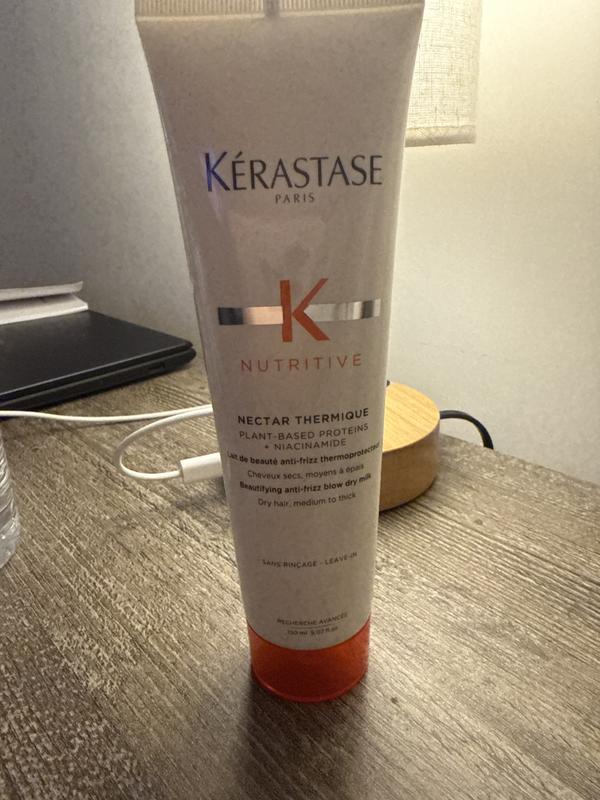 KÉRASTASE
PARIS
K
NUTRITIVE
NECTAR THERMIQUE
PLANT-BASED PROTEINS
+ NIACINAMIDE
Lait de beauté anti-frizz thermoprotecteur
Cheveux secs, moyens à épais
Beautifying anti-frizz blow dry milk
Dry hair, medium to thick
SANS RINÇAGE - LEAVE-IN
RECHERCHE AVANCÉE
150 ml 5.07 fl.oz